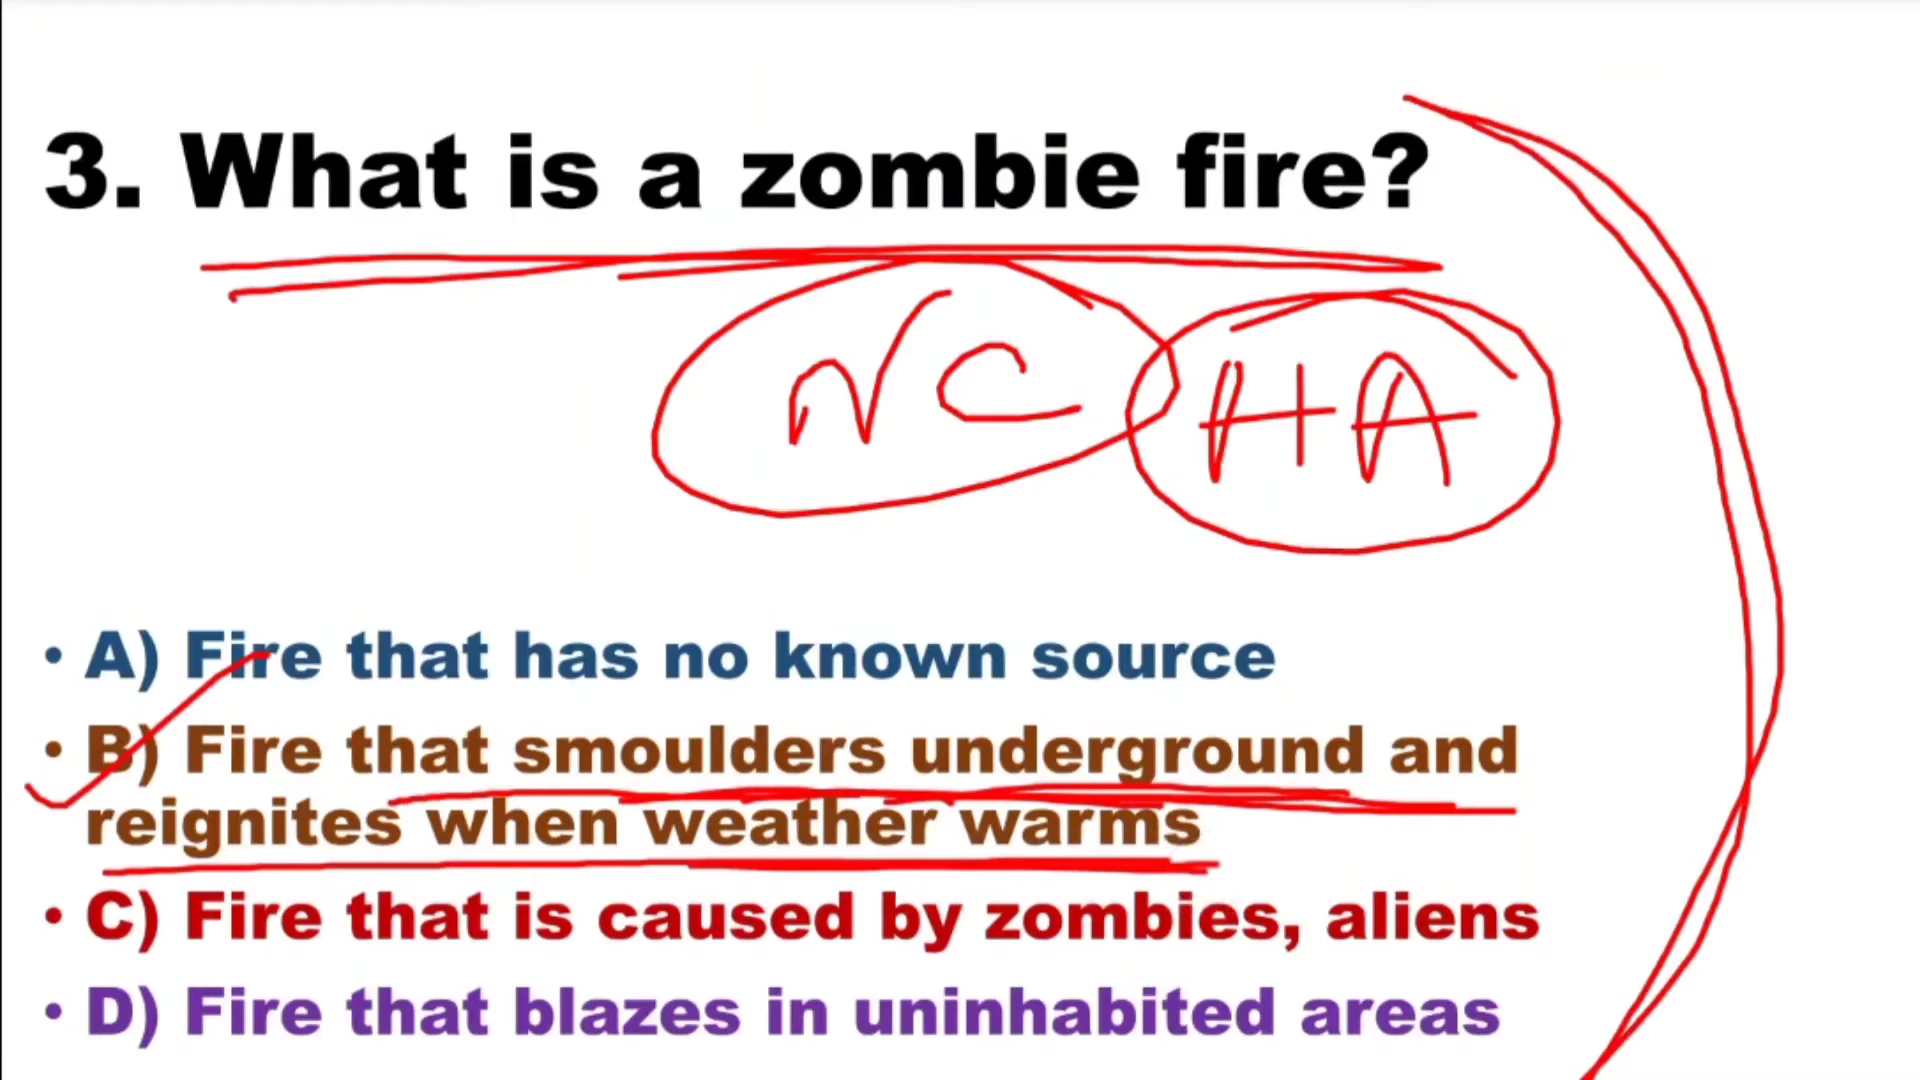 3. What is a zombie fire?
NC HA
• A) Fire that has no known source
• B) Fire that smoulders underground and
reignites when weather warms
• C) Fire that is caused by zombies, aliens
• D) Fire that blazes in uninhabited areas